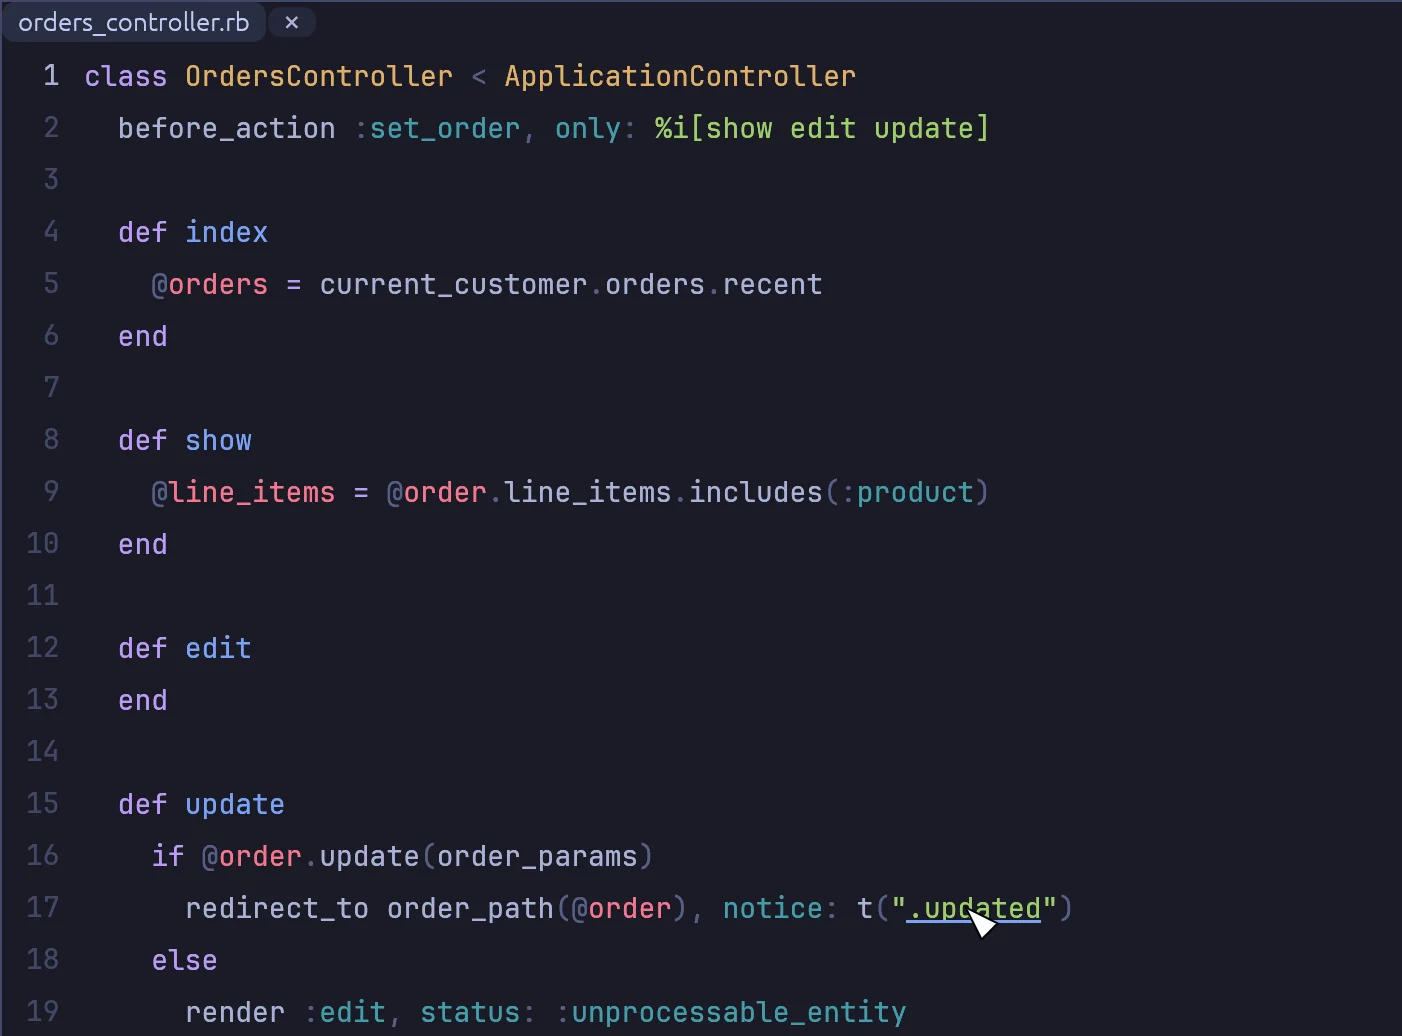 orders_controller.rb ×
1 class OrdersController < ApplicationController
2   before_action :set_order, only: %i[show edit update]
3
4   def index
5     @orders = current_customer.orders.recent
6   end
7
8   def show
9     @line_items = @order.line_items.includes(:product)
10   end
11
12   def edit
13   end
14
15   def update
16     if @order.update(order_params)
17       redirect_to order_path(@order), notice: t(".updated")
18     else
19       render :edit, status: :unprocessable_entity